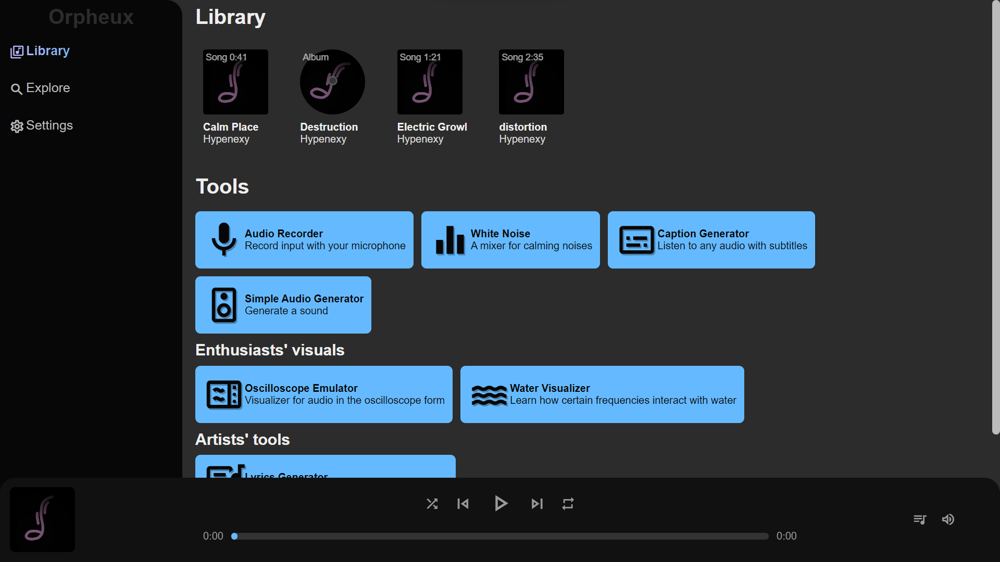 Orpheux
Library
Explore
Settings
Library
Song 0:41
Album
Song 1:21
Song 2:35
Calm Place
Hypenexy
Destruction
Hypenexy
Electric Growl
Hypenexy
distortion
Hypenexy
Tools
Audio Recorder
Record input with your microphone
White Noise
A mixer for calming noises
Caption Generator
Listen to any audio with subtitles
Simple Audio Generator
Generate a sound
Enthusiasts' visuals
Oscilloscope Emulator
Visualizer for audio in the oscilloscope form
Water Visualizer
Learn how certain frequencies interact with water
Artists' tools
Lyrics Generator
0:00
0:00